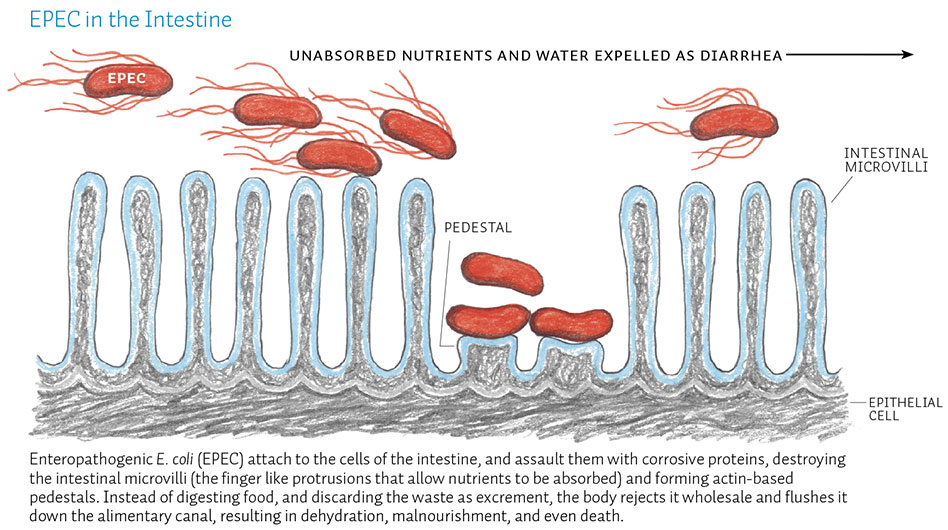 EPEC in the Intestine
UNABSORBED NUTRIENTS AND WATER EXPELLED AS DIARRHEA
EPEC
INTESTINAL
MICROVILLI
PEDESTAL
EPITHELIAL
CELL
Enteropathogenic E. coli (EPEC) attach to the cells of the intestine, and assault them with corrosive proteins, destroying
the intestinal microvilli (the finger like protrusions that allow nutrients to be absorbed) and forming actin-based
pedestals. Instead of digesting food, and discarding the waste as excrement, the body rejects it wholesale and flushes it
down the alimentary canal, resulting in dehydration, malnourishment, and even death.